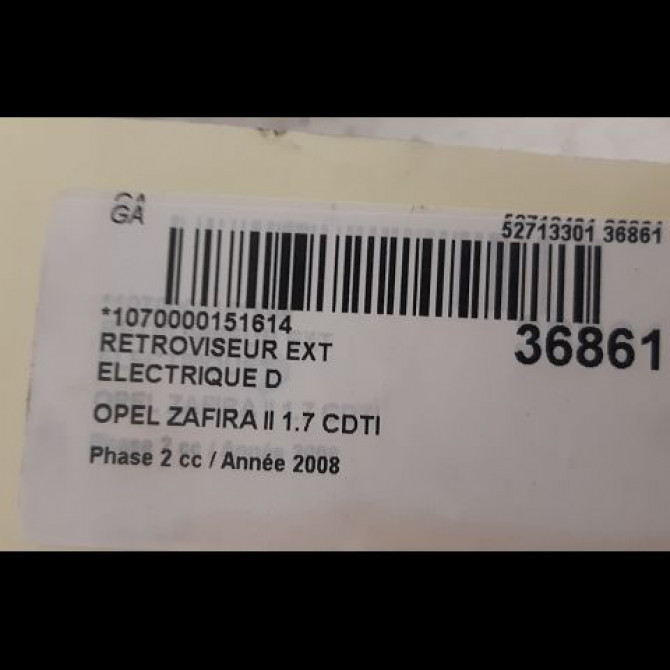 GA
52713301 36861
*1070000151614
36861
RETROVISEUR EXT
ELECTRIQUE D
OPEL ZAFIRA II 1.7 CDTI
Phase 2 cc / Année 2008